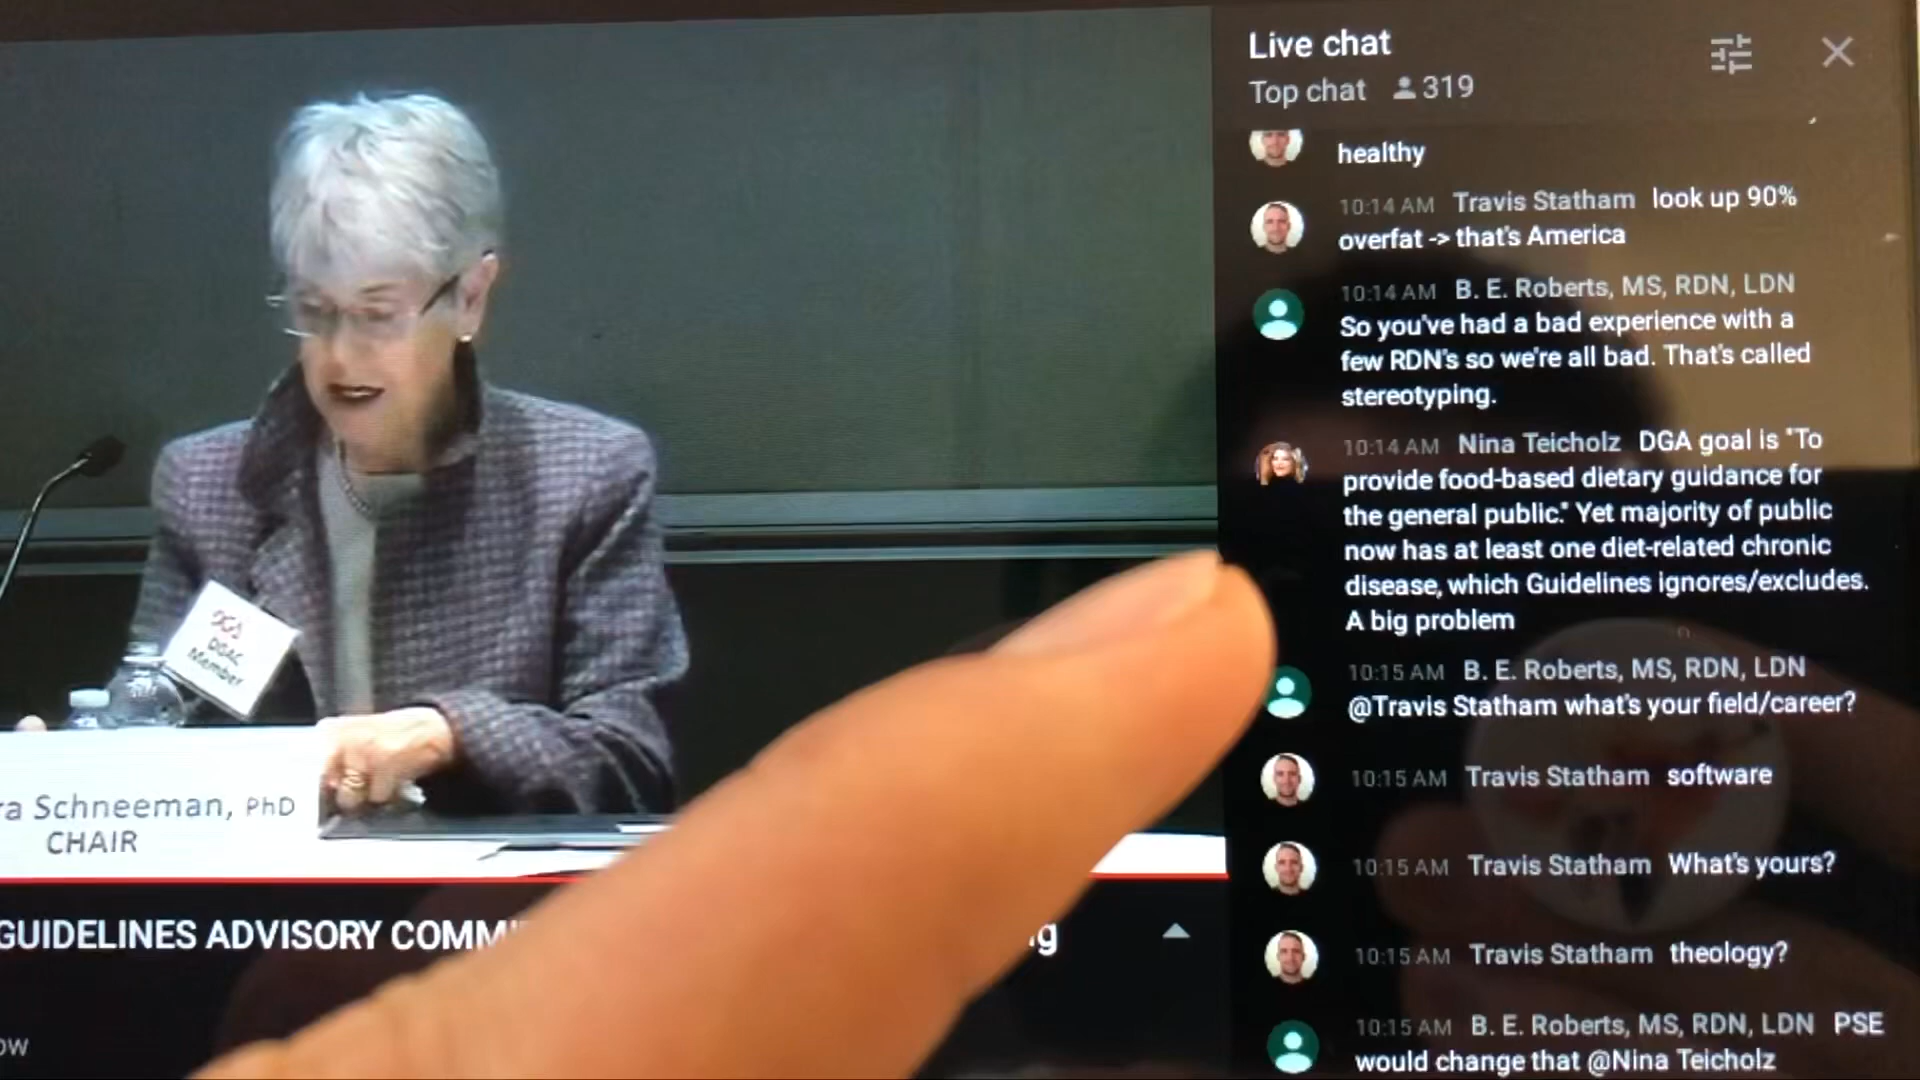 Live chat
Top chat 319
healthy
10:14 AM Travis Statham look up 90%
overfat -> that's America
10:14 AM B. E. Roberts, MS, RDN, LDN
So you've had a bad experience with a
few RDN's so we're all bad. That's called
stereotyping.
10:14 AM Nina Teicholz DGA goal is "To
provide food-based dietary guidance for
the general public." Yet majority of public
now has at least one diet-related chronic
disease, which Guidelines ignores/excludes.
A big problem
10:15 AM B. E. Roberts, MS, RDN, LDN
@Travis Statham what's your field/career?
10:15 AM Travis Statham software
10:15 AM Travis Statham What's yours?
10:15 AM Travis Statham theology?
10:15 AM B. E. Roberts, MS, RDN, LDN PSE
would change that @Nina Teicholz
DGA
DGAC
Member
ra Schneeman, PhD
CHAIR
GUIDELINES ADVISORY COMM